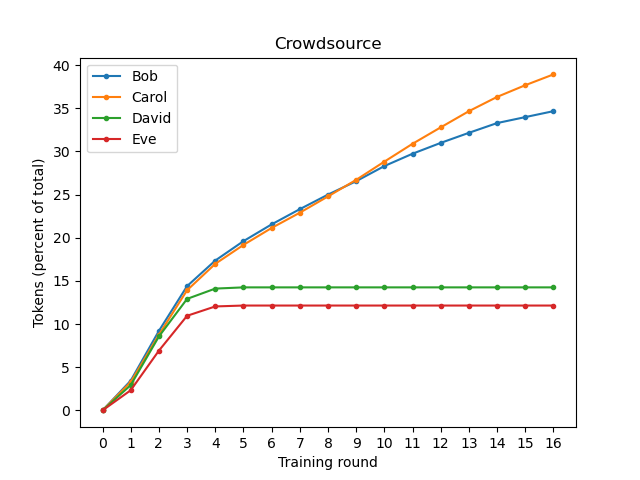 Crowdsource
Tokens (percent of total)
40
35
30
25
20
15
10
5
0
Bob
Carol
David
Eve
0 1 2 3 4 5 6 7 8 9 10 11 12 13 14 15 16
Training round